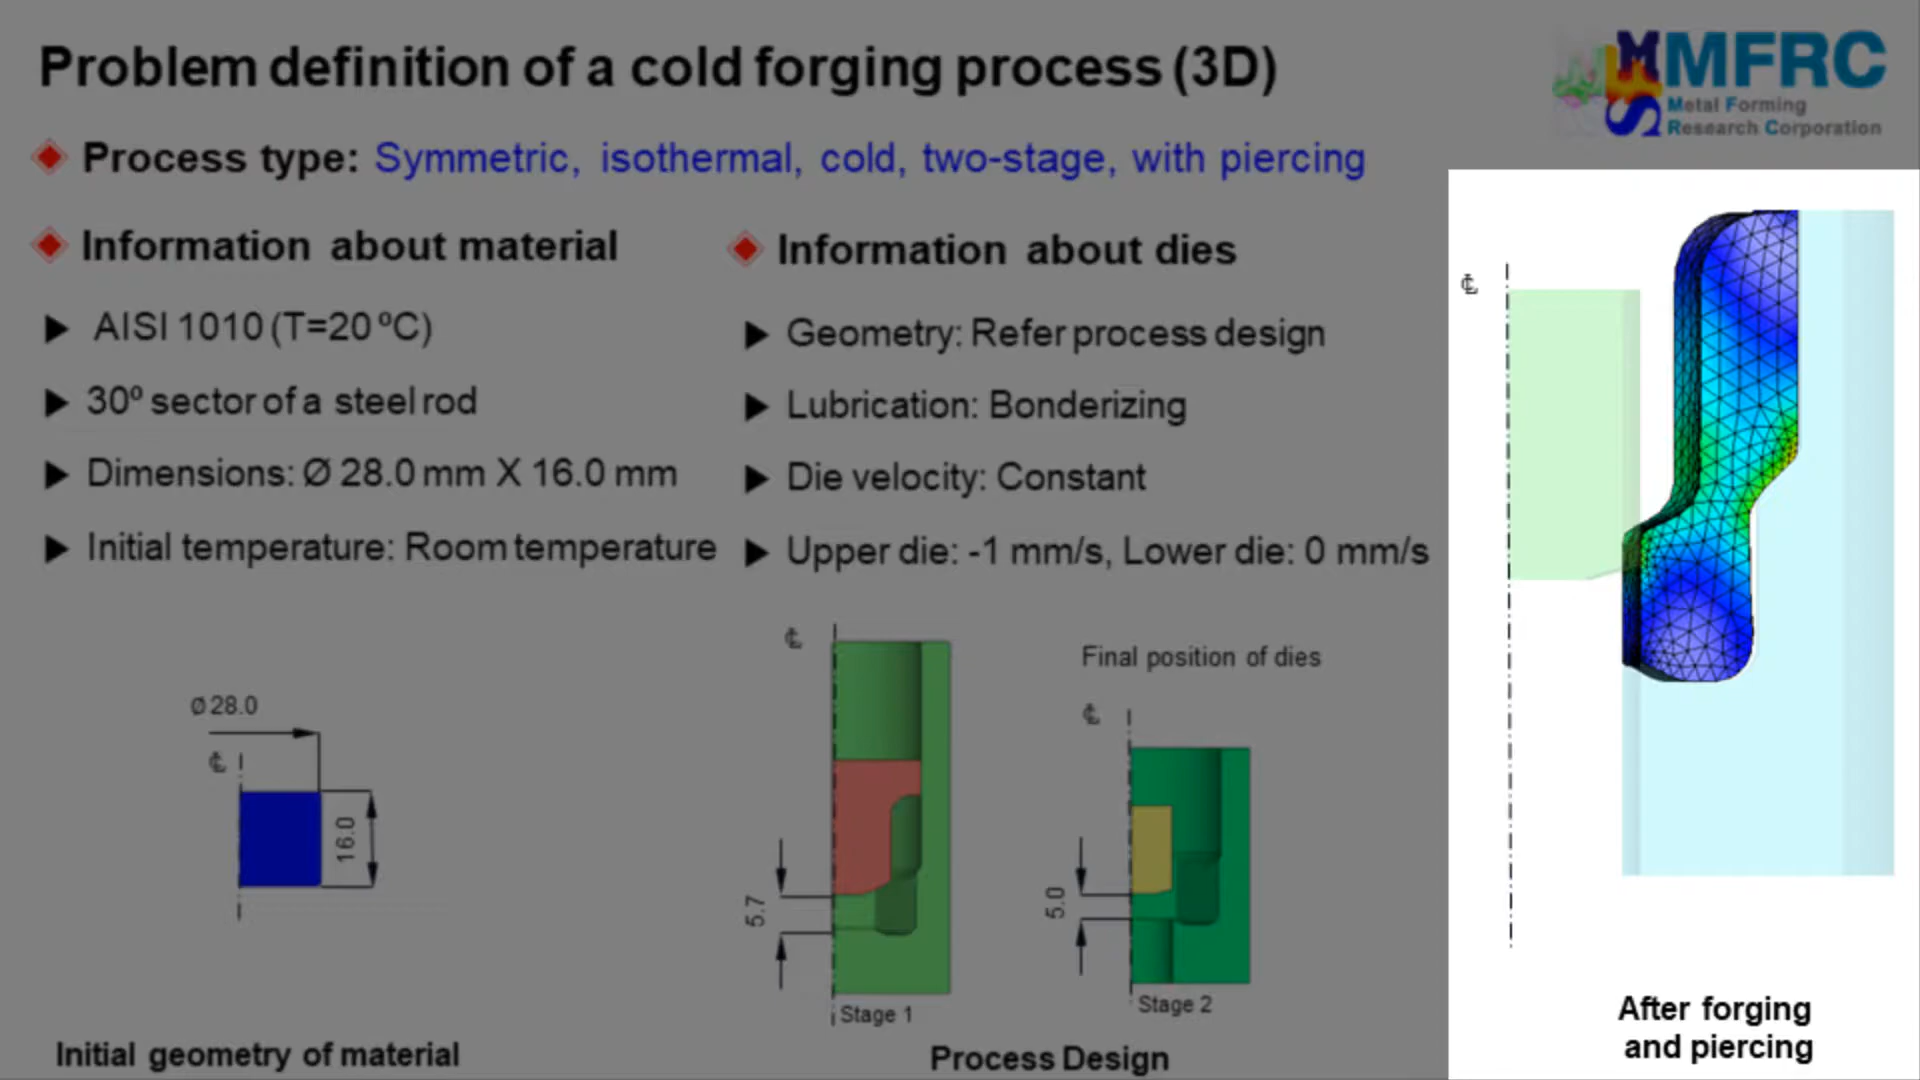 Problem definition of a cold forging process (3D)
MFRC
Metal Forming
Research Corporation
Process type: Symmetric, isothermal, cold, two-stage, with piercing
Information about material
AISI 1010 (T=20 ºC)
30º sector of a steel rod
Dimensions: Ø 28.0 mm X 16.0 mm
Initial temperature: Room temperature
Information about dies
Geometry: Refer process design
Lubrication: Bonderizing
Die velocity: Constant
Upper die: -1 mm/s, Lower die: 0 mm/s
Ø 28.0
℄
16.0
Initial geometry of material
℄
5.7
Stage 1
Final position of dies
℄
5.0
Stage 2
Process Design
℄
After forging
and piercing